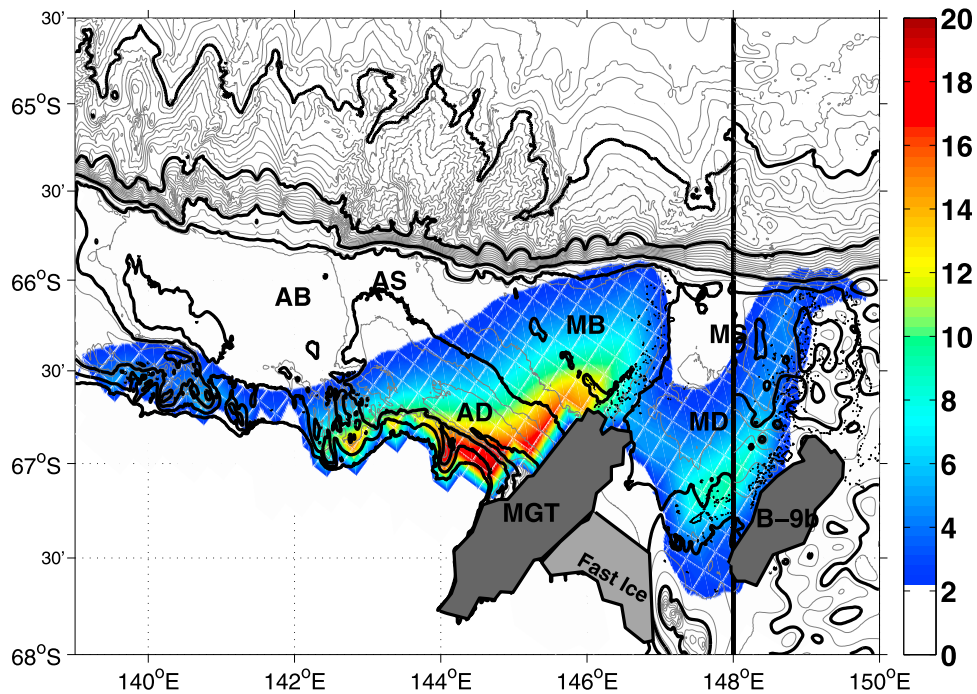 30'
65°S
30'
66°S
30'
67°S
30'
68°S
140°E
142°E
144°E
146°E
148°E
150°E
AB
AS
MB
MS
AD
MD
MGT
B−9b
Fast Ice
20
18
16
14
12
10
8
6
4
2
0